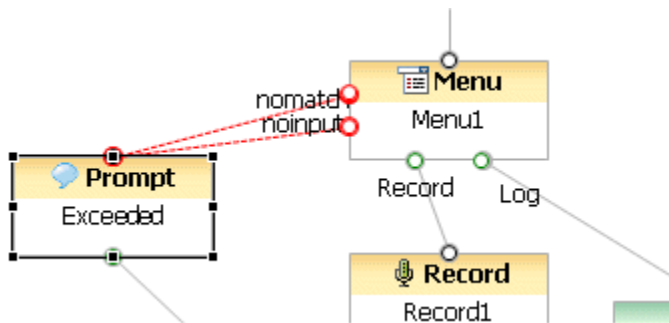 Menu
nomatch
noinput
Menu1
Prompt
Exceeded
Record
Log
Record
Record1